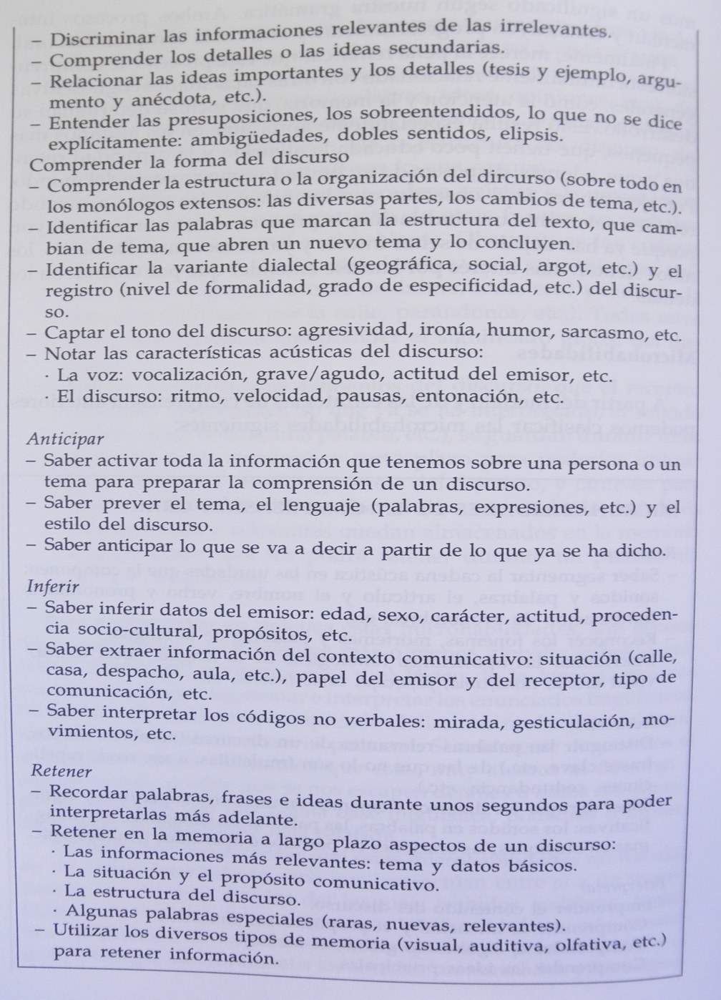 – Discriminar las informaciones relevantes de las irrelevantes.
– Comprender los detalles o las ideas secundarias.
– Relacionar las ideas importantes y los detalles (tesis y ejemplo, argu-
mento y anécdota, etc.).
– Entender las presuposiciones, los sobreentendidos, lo que no se dice
explícitamente: ambigüedades, dobles sentidos, elipsis.
Comprender la forma del discurso
– Comprender la estructura o la organización del dircurso (sobre todo en
los monólogos extensos: las diversas partes, los cambios de tema, etc.).
– Identificar las palabras que marcan la estructura del texto, que cam-
bian de tema, que abren un nuevo tema y lo concluyen.
– Identificar la variante dialectal (geográfica, social, argot, etc.) y el
registro (nivel de formalidad, grado de especificidad, etc.) del discur-
so.
– Captar el tono del discurso: agresividad, ironía, humor, sarcasmo, etc.
– Notar las características acústicas del discurso:
· La voz: vocalización, grave/agudo, actitud del emisor, etc.
· El discurso: ritmo, velocidad, pausas, entonación, etc.
Anticipar
– Saber activar toda la información que tenemos sobre una persona o un
tema para preparar la comprensión de un discurso.
– Saber prever el tema, el lenguaje (palabras, expresiones, etc.) y el
estilo del discurso.
– Saber anticipar lo que se va a decir a partir de lo que ya se ha dicho.
Inferir
– Saber inferir datos del emisor: edad, sexo, carácter, actitud, proceden-
cia socio-cultural, propósitos, etc.
– Saber extraer información del contexto comunicativo: situación (calle,
casa, despacho, aula, etc.), papel del emisor y del receptor, tipo de
comunicación, etc.
– Saber interpretar los códigos no verbales: mirada, gesticulación, mo-
vimientos, etc.
Retener
– Recordar palabras, frases e ideas durante unos segundos para poder
interpretarlas más adelante.
– Retener en la memoria a largo plazo aspectos de un discurso:
· Las informaciones más relevantes: tema y datos básicos.
· La situación y el propósito comunicativo.
· La estructura del discurso.
· Algunas palabras especiales (raras, nuevas, relevantes).
– Utilizar los diversos tipos de memoria (visual, auditiva, olfativa, etc.)
para retener información.